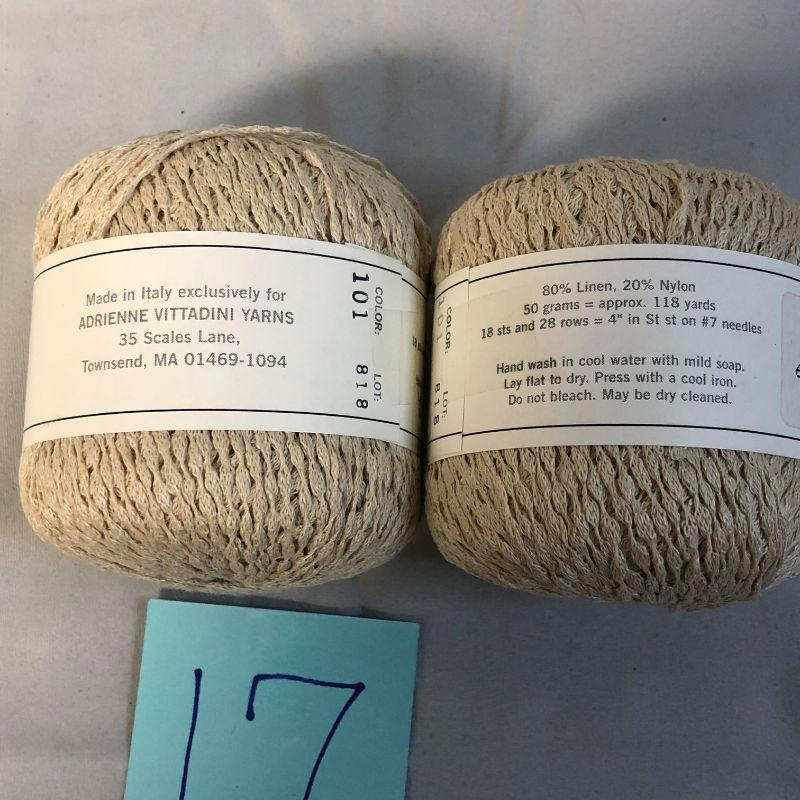 Made in Italy exclusively for
ADRIENNE VITTADINI YARNS
35 Scales Lane,
Townsend, MA 01469-1094
COLOR:
101
LOT:
818
COLOR:
101
LOT:
818
80% Linen, 20% Nylon
50 grams = approx. 118 yards
18 sts and 28 rows = 4" in St st on #7 needles
Hand wash in cool water with mild soap.
Lay flat to dry. Press with a cool iron.
Do not bleach. May be dry cleaned.
17